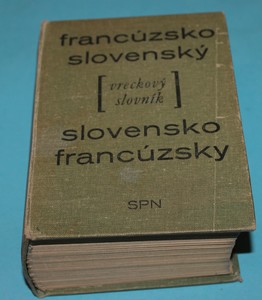 francúzsko
slovenský
[vreckový
slovník]
slovensko
francúzsky
SPN